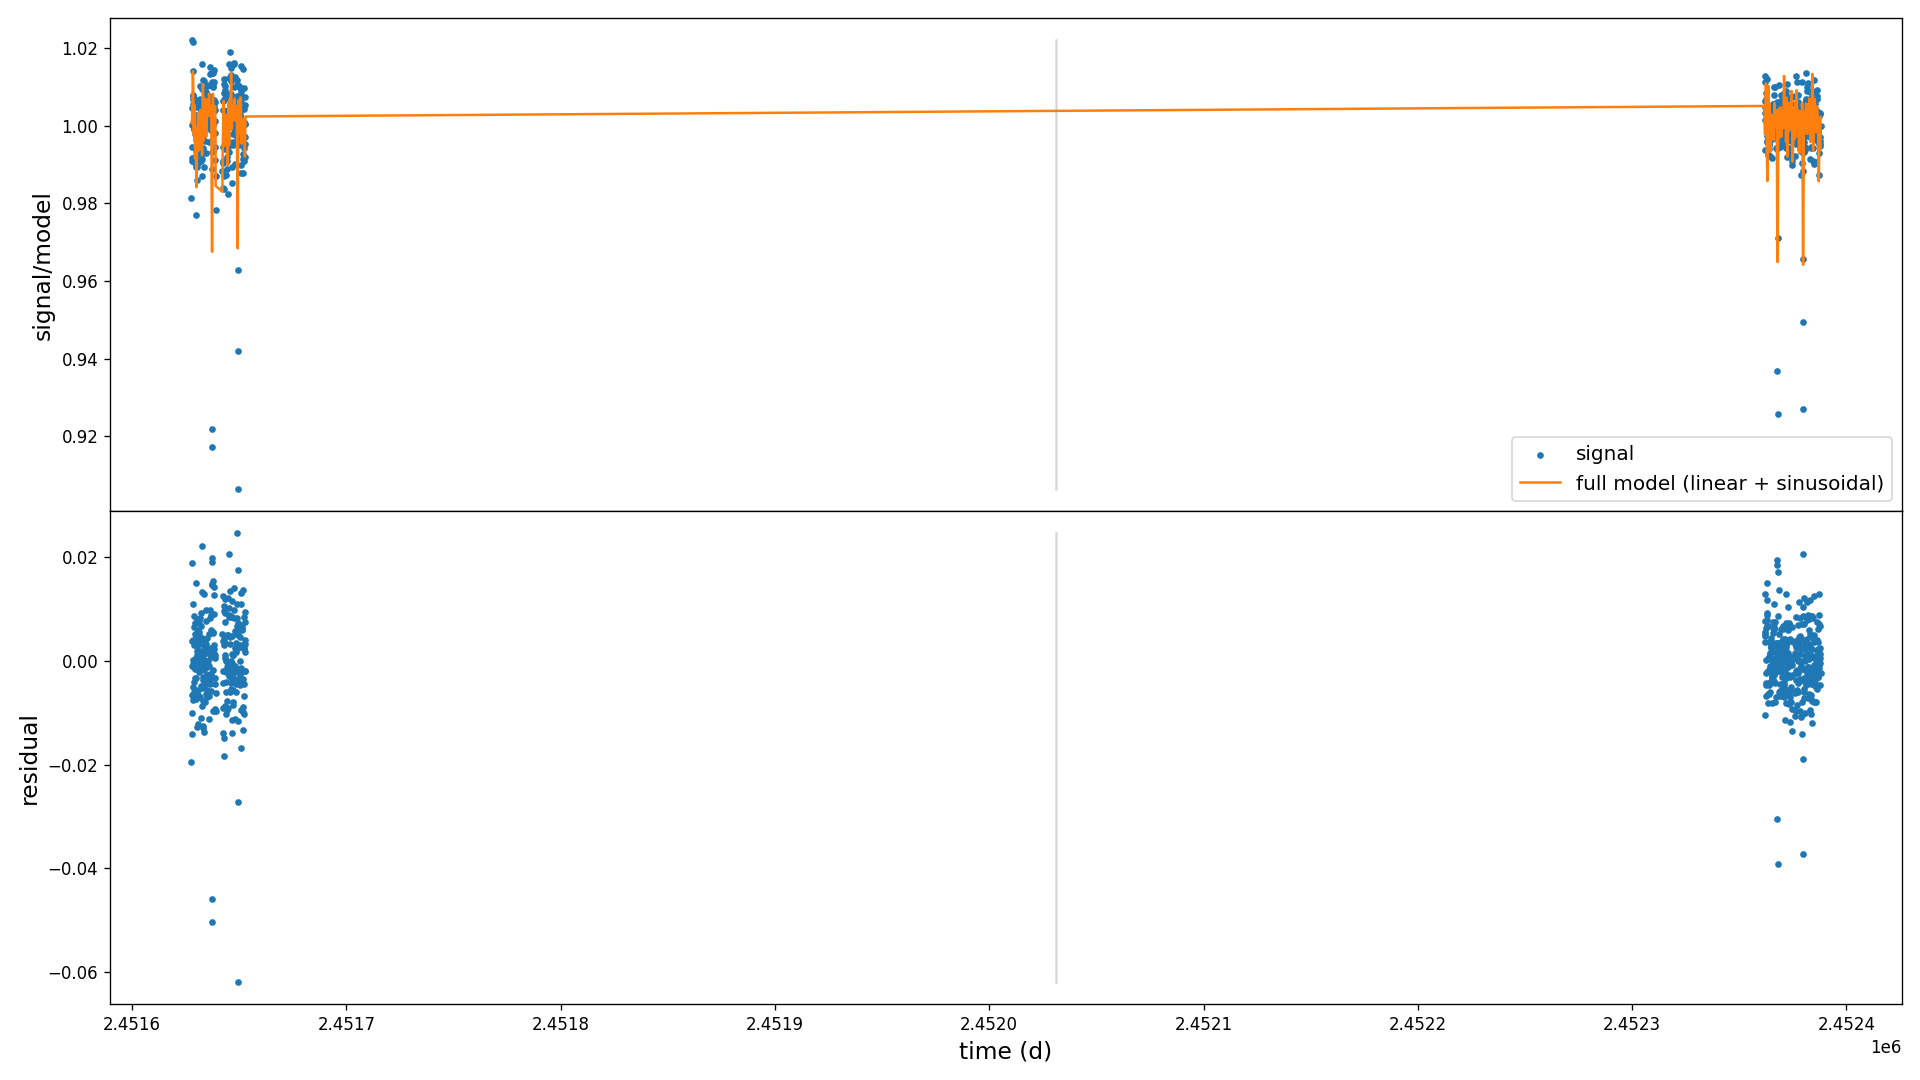 1.02
1.00
0.98
0.96
0.94
0.92
signal/model
signal
full model (linear + sinusoidal)
0.02
0.00
−0.02
−0.04
−0.06
residual
2.4516 2.4517 2.4518 2.4519 2.4520 2.4521 2.4522 2.4523 2.4524
1e6
time (d)